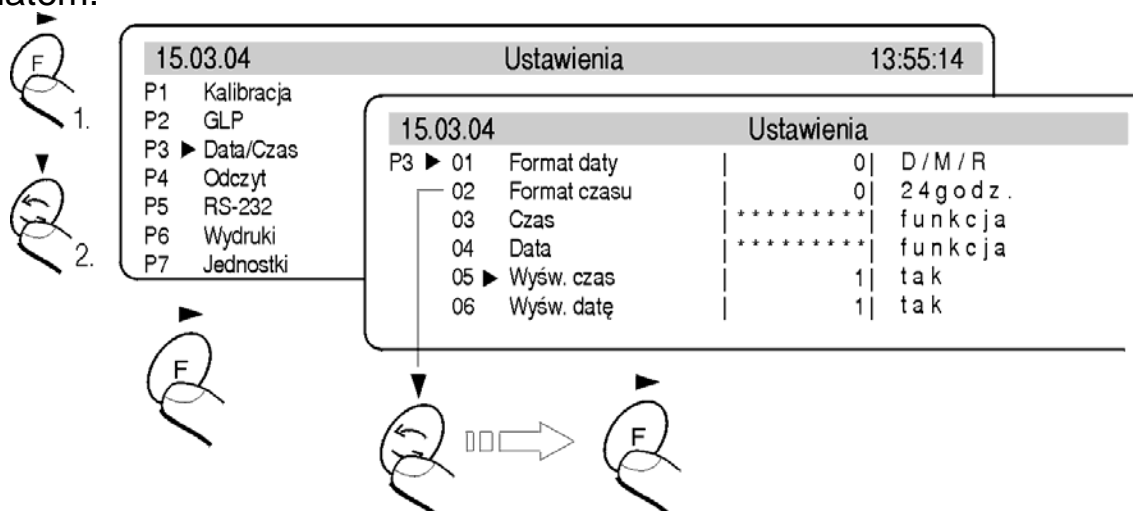 F
1.
2.
15.03.04 Ustawienia 13:55:14
P1 Kalibracja
P2 GLP
P3 ► Data/Czas
P4 Odczyt
P5 RS-232
P6 Wydruki
P7 Jednostki
15.03.04 Ustawienia
P3 ► 01 Format daty | 0| D/M/R
02 Format czasu | 0| 24godz.
03 Czas |*********| funkcja
04 Data |*********| funkcja
05 ► Wyśw. czas | 1| tak
06 Wyśw. datę | 1| tak
F
F